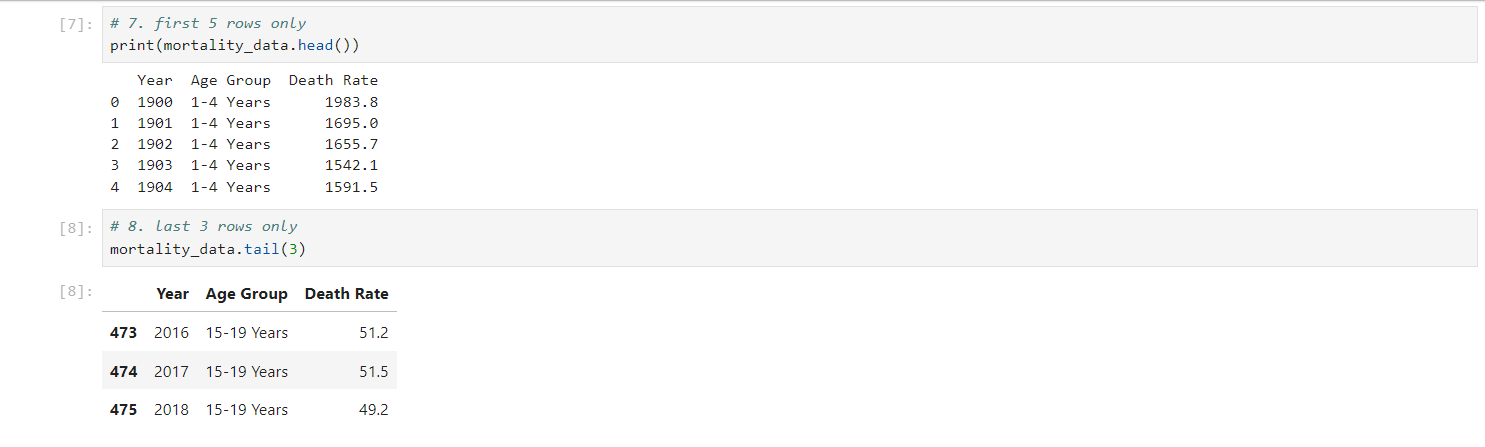 [7]: # 7. first 5 rows only
print(mortality_data.head())
Year Age Group Death Rate
0 1900 1-4 Years 1983.8
1 1901 1-4 Years 1695.0
2 1902 1-4 Years 1655.7
3 1903 1-4 Years 1542.1
4 1904 1-4 Years 1591.5
[8]: # 8. last 3 rows only
mortality_data.tail(3)
[8]: Year Age Group Death Rate
473 2016 15-19 Years 51.2
474 2017 15-19 Years 51.5
475 2018 15-19 Years 49.2